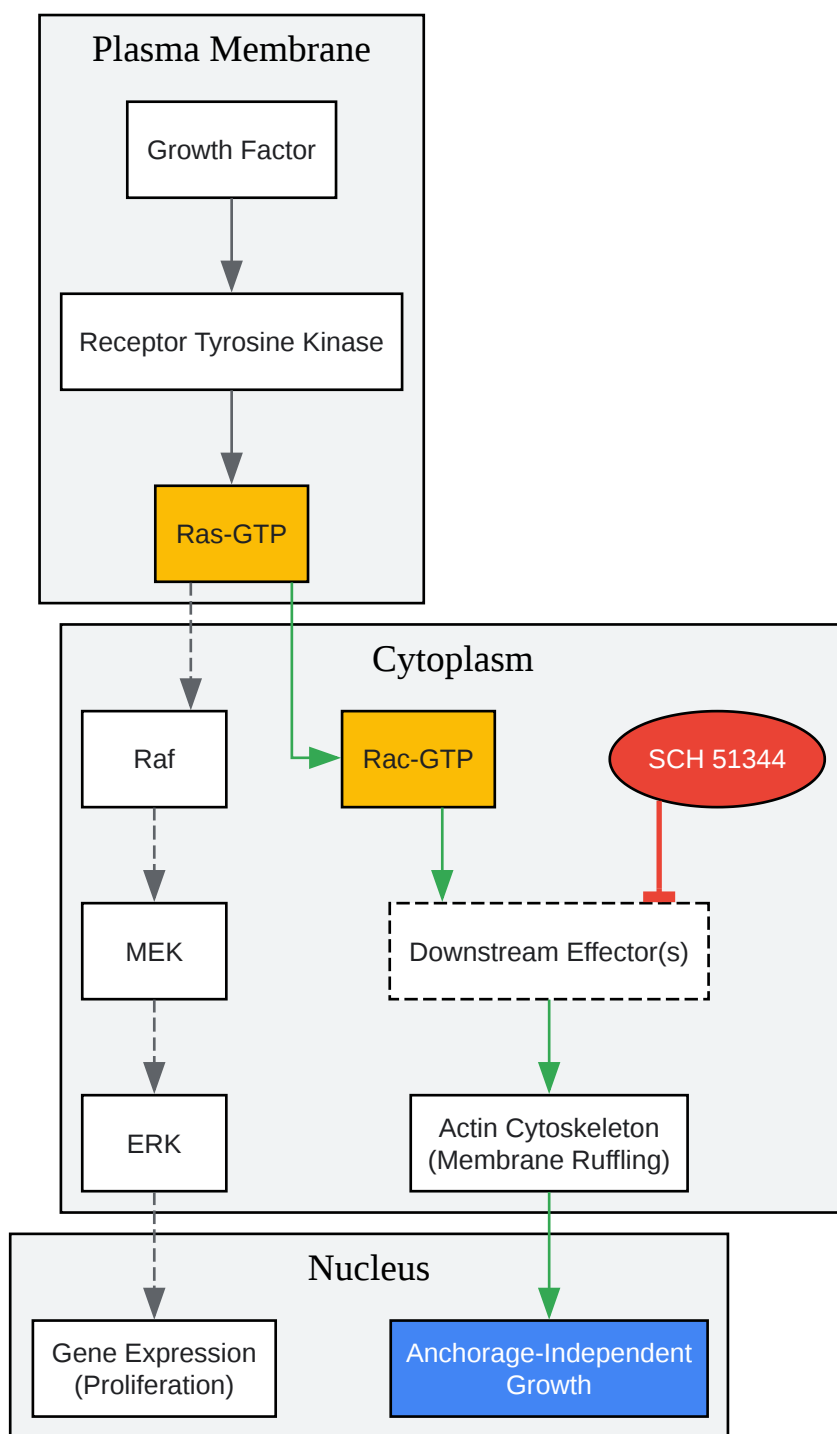 Plasma Membrane
Growth Factor
Receptor Tyrosine Kinase
Ras-GTP
Cytoplasm
Raf
Rac-GTP
SCH 51344
MEK
Downstream Effector(s)
ERK
Actin Cytoskeleton
(Membrane Ruffling)
Nucleus
Gene Expression
(Proliferation)
Anchorage-Independent
Growth